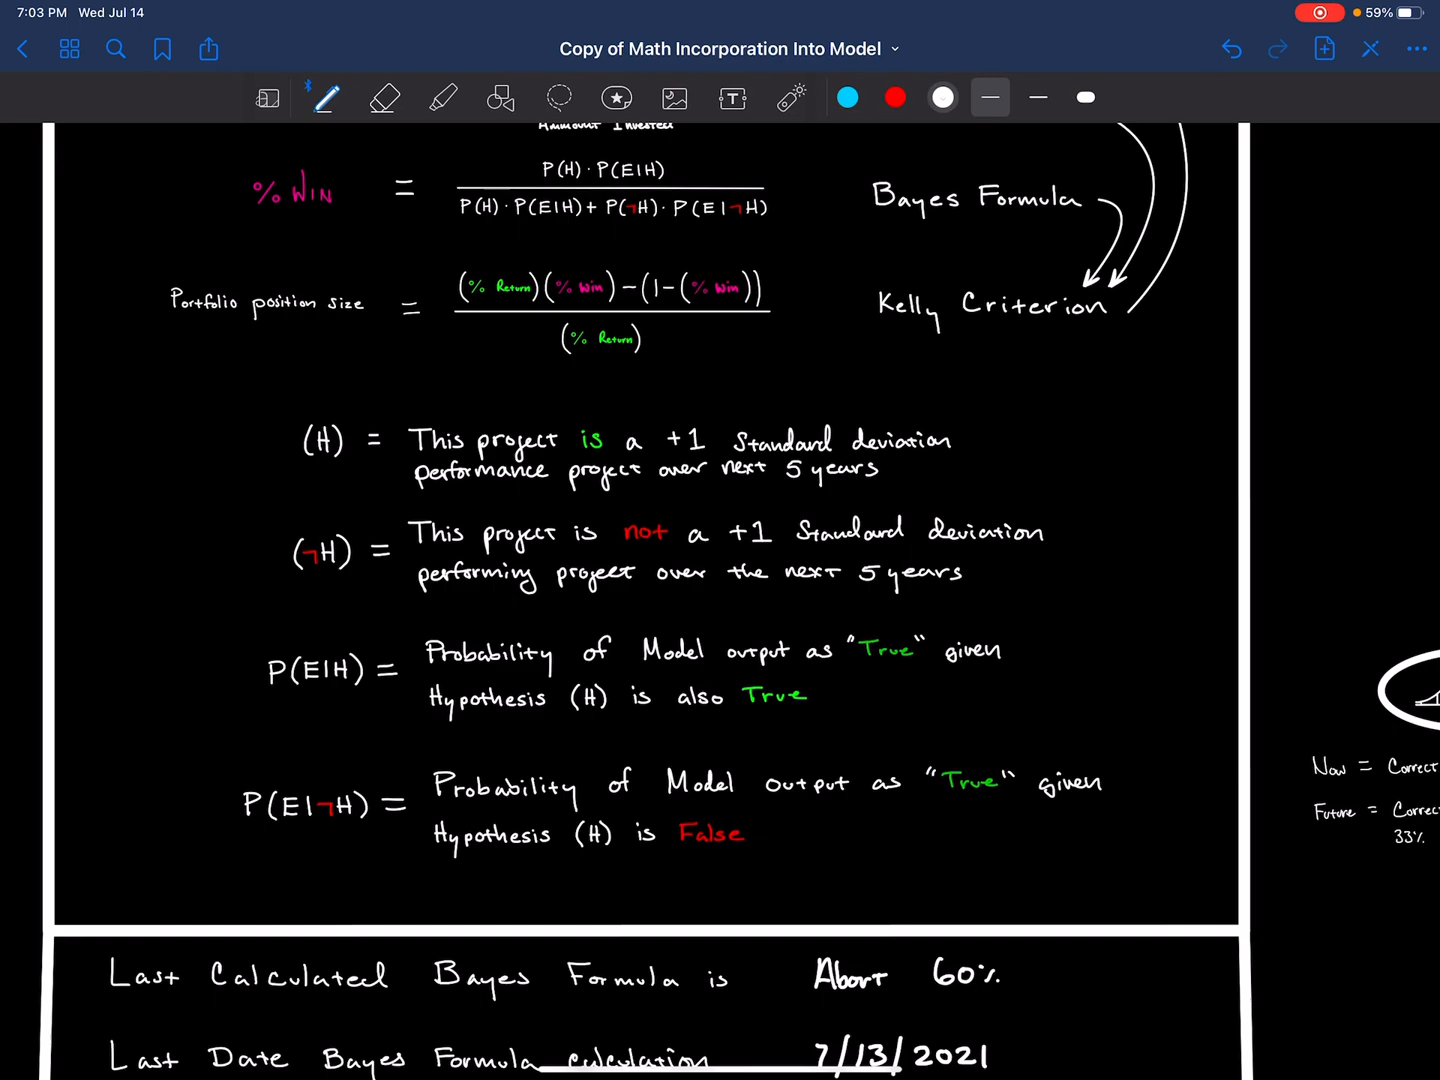 7:03 PM Wed Jul 14
59%
Copy of Math Incorporation Into Model
Ammount Invested
% WIN = P(H) · P(E|H)
P(H) · P(E|H) + P(¬H) · P(E|¬H)
Bayes Formula
Portfolio position size = (% Return)(% Win) − (1 − (% Win))
(% Return)
Kelly Criterion
(H) = This project is a +1 Standard deviation
performance project over next 5 years
(¬H) = This project is not a +1 Standard deviation
performing project over the next 5 years
P(E|H) = Probability of Model output as "True" given
Hypothesis (H) is also True
P(E|¬H) = Probability of Model output as "True" given
Hypothesis (H) is False
Now = Correct
Future = Correc
33%
Last Calculated Bayes Formula is About 60%
Last Date Bayes Formula calculation 7/13/2021